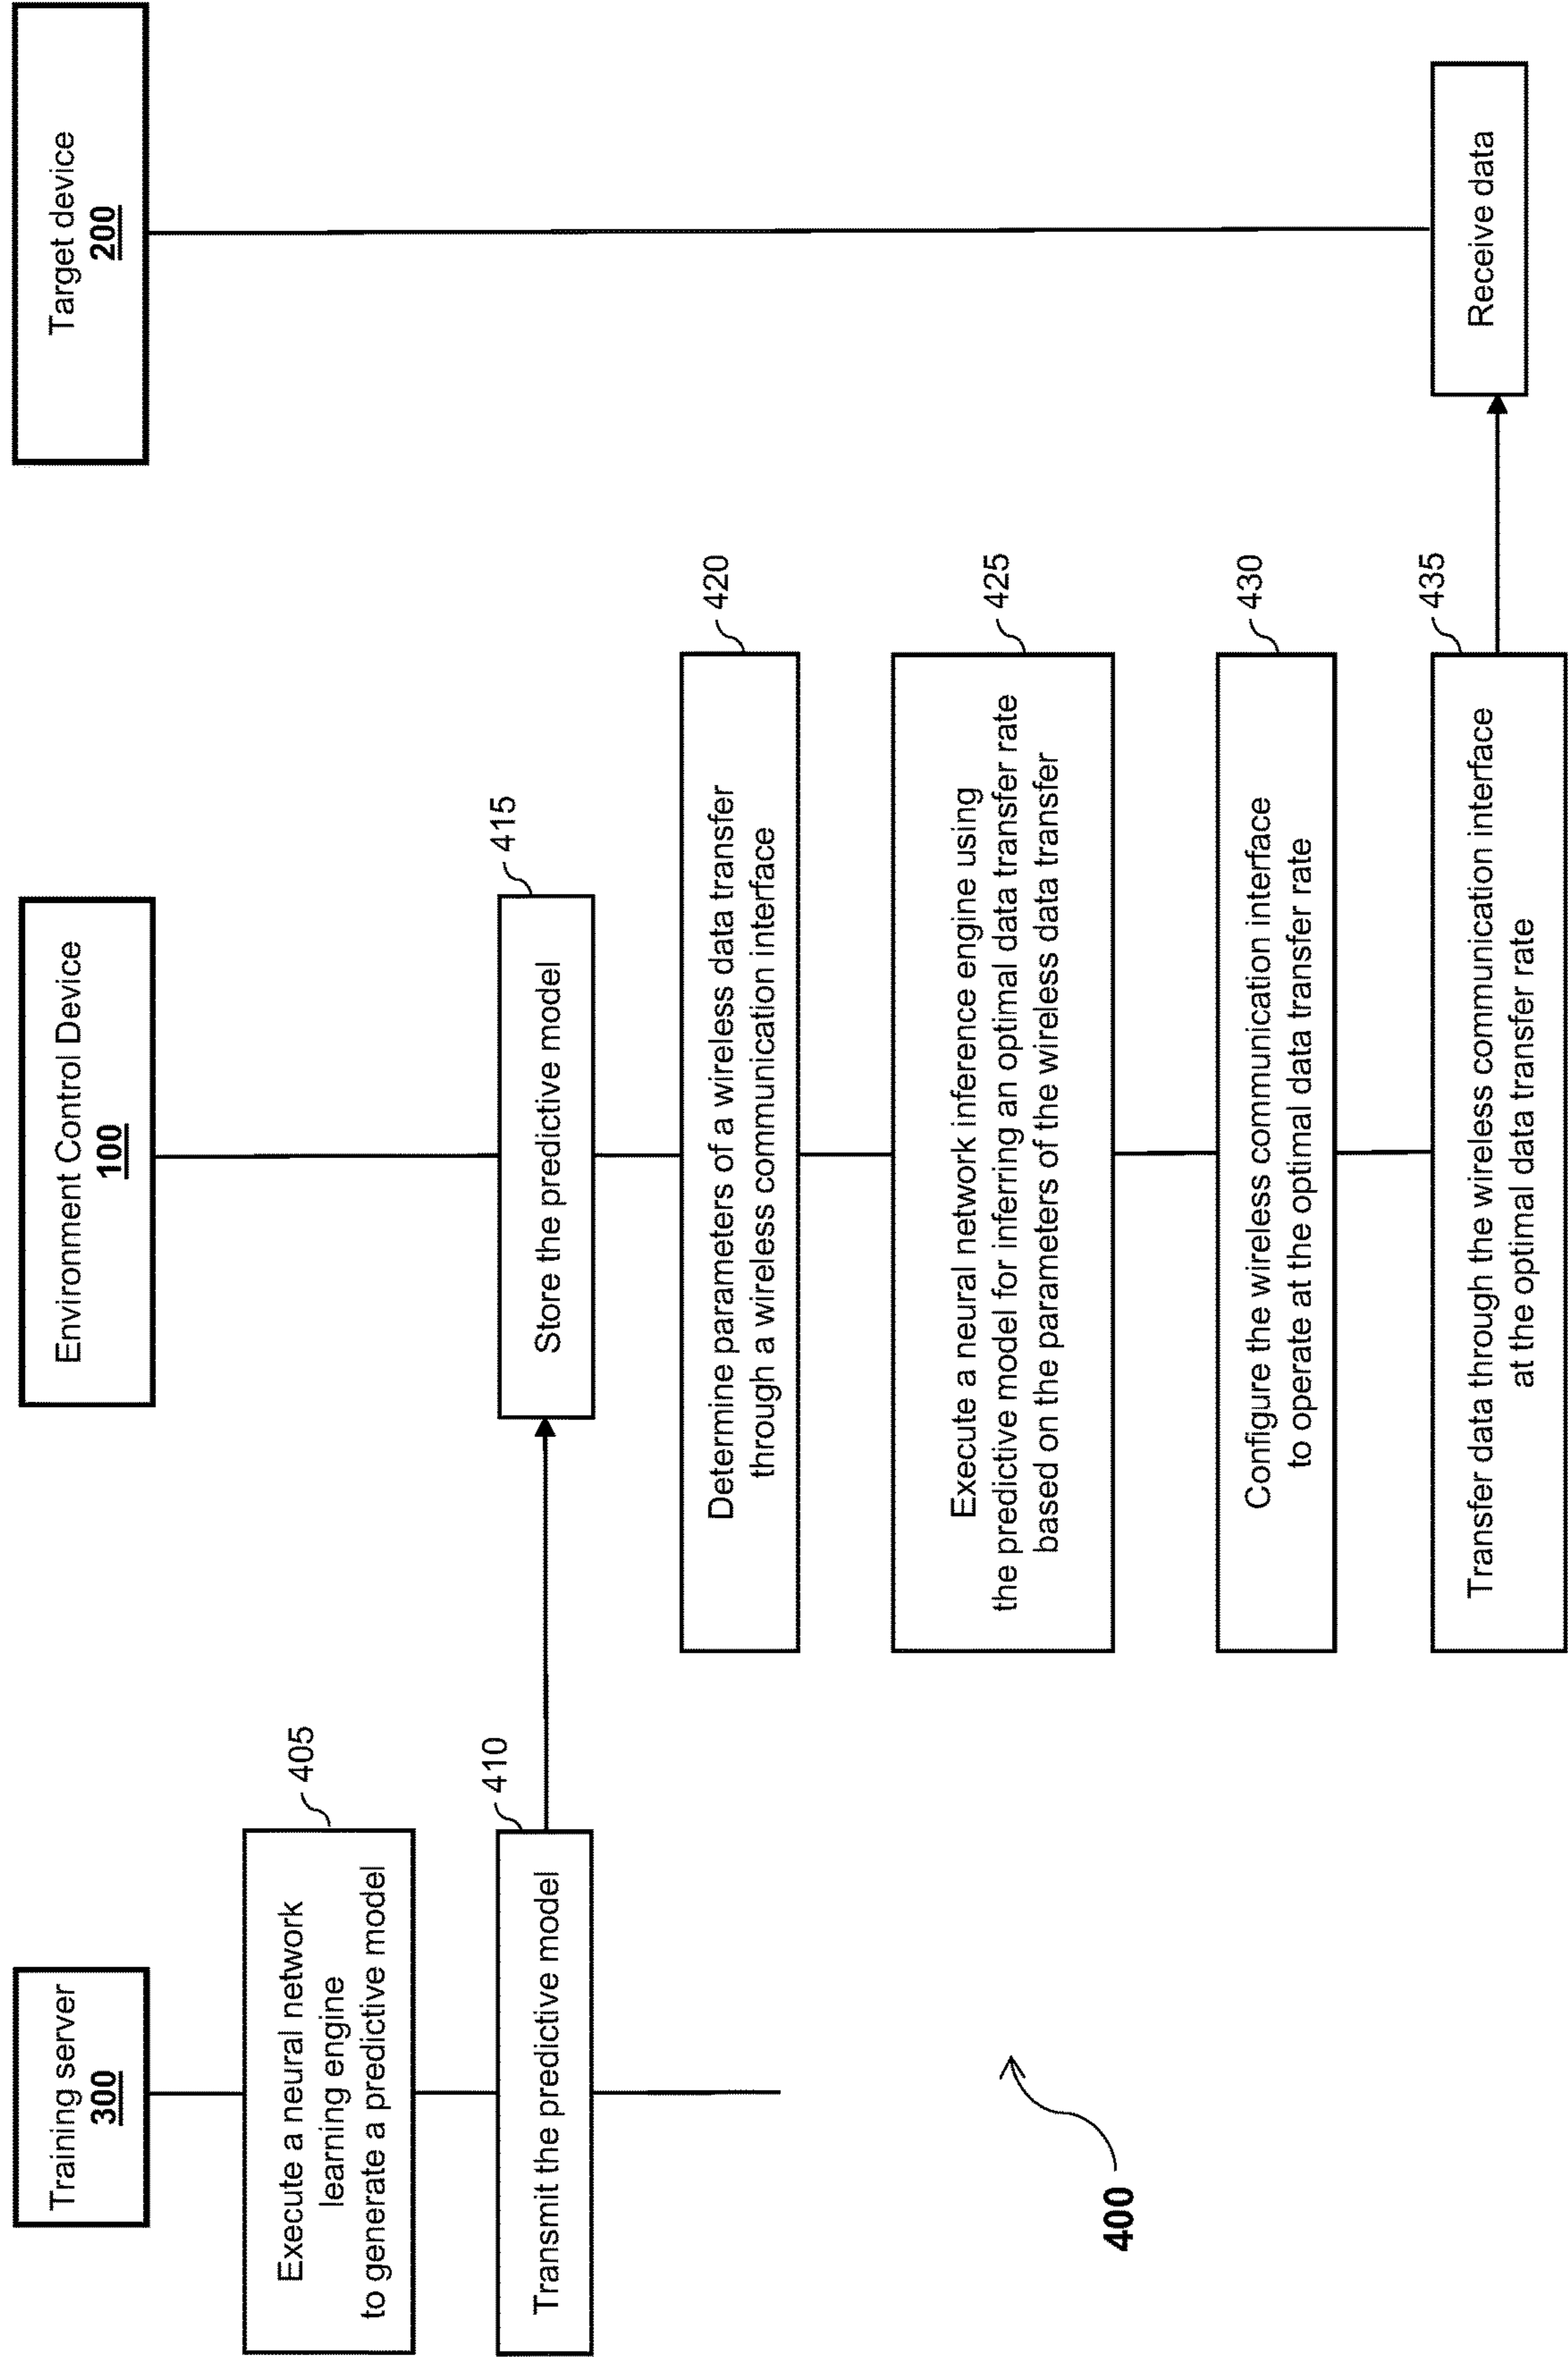 Training server
300
Execute a neural network
learning engine
to generate a predictive model
405
Transmit the predictive model
410
Environment Control Device
100
Store the predictive model
415
Determine parameters of a wireless data transfer
through a wireless communication interface
420
Execute a neural network inference engine using
the predictive model for inferring an optimal data transfer rate
based on the parameters of the wireless data transfer
425
Configure the wireless communication interface
to operate at the optimal data transfer rate
430
Transfer data through the wireless communication interface
at the optimal data transfer rate
435
Target device
200
Receive data
400